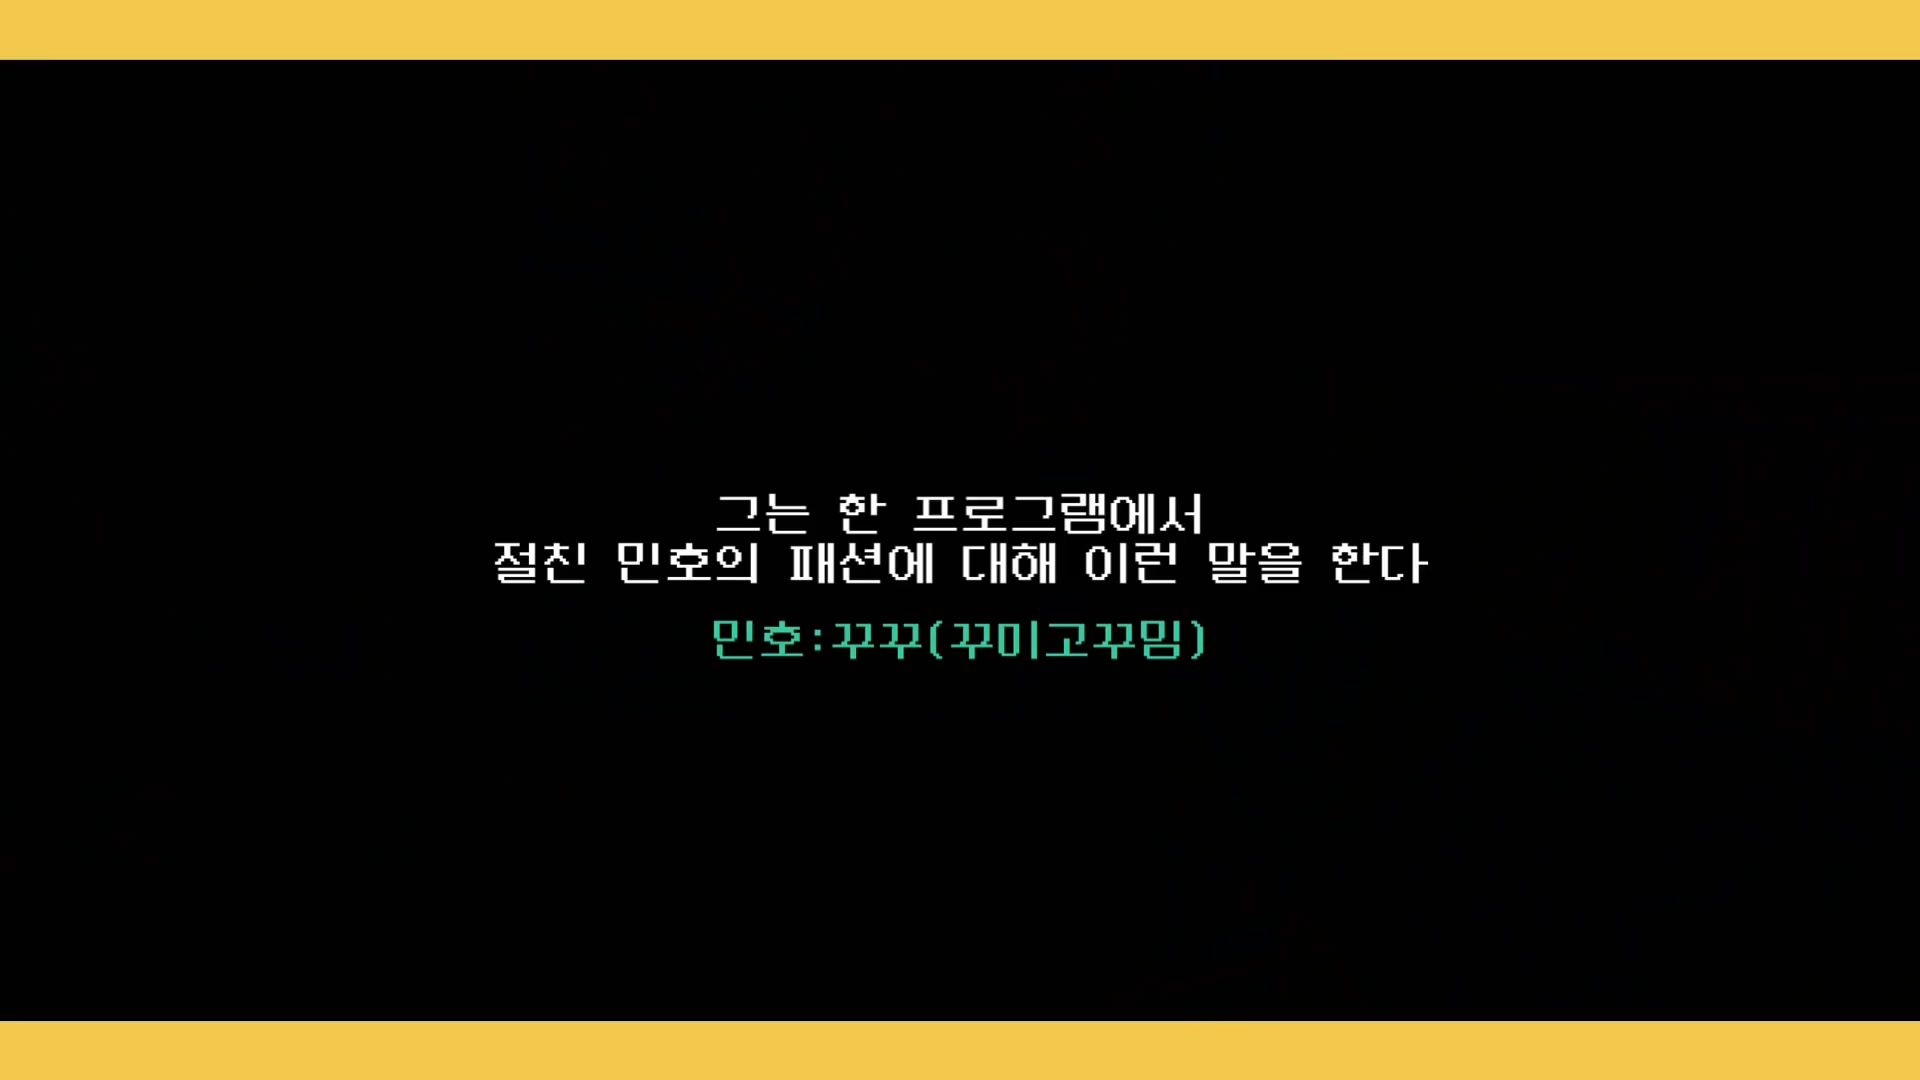 그는 한 프로그램에서
절친 민호의 패션에 대해 이런 말을 한다
민호:꾸꾸(꾸미고꾸밈)